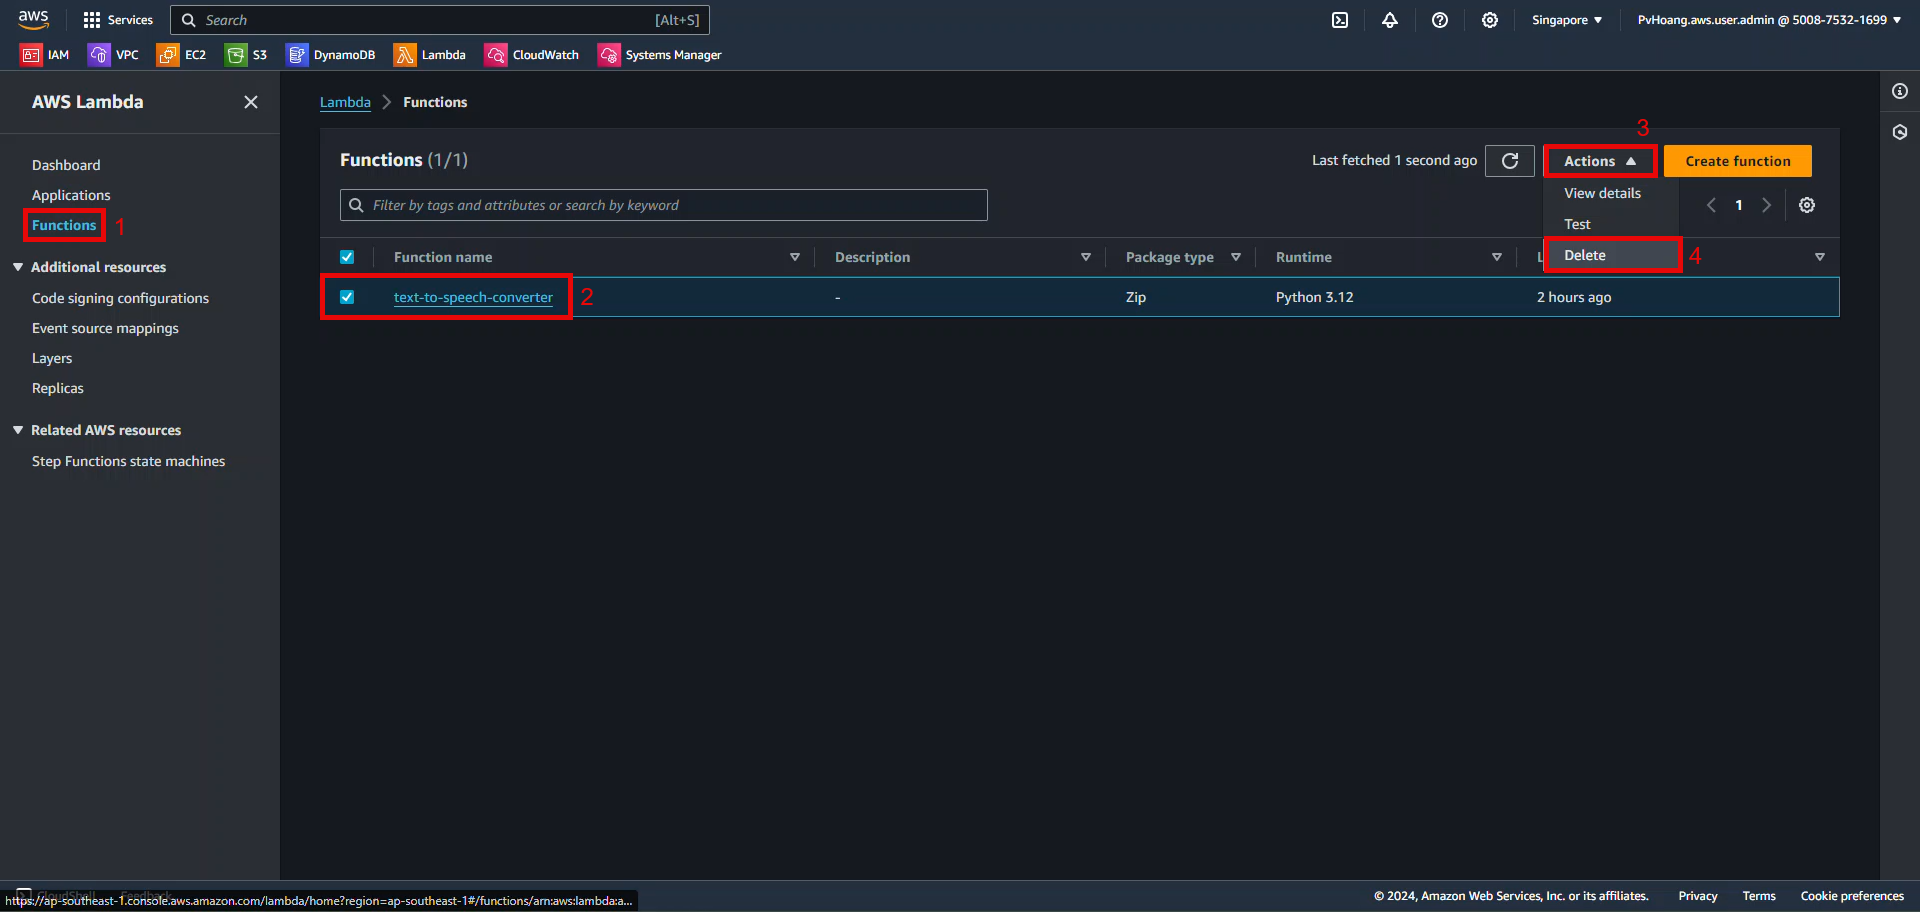 aws
Services
Search
[Alt+S]
Singapore
PvHoang.aws.user.admin @ 5008-7532-1699
IAM
VPC
EC2
S3
DynamoDB
Lambda
CloudWatch
Systems Manager
AWS Lambda
Dashboard
Applications
Functions
1
Additional resources
Code signing configurations
Event source mappings
Layers
Replicas
Related AWS resources
Step Functions state machines
Lambda
Functions
Functions (1/1)
Last fetched 1 second ago
3
Actions
Create function
Filter by tags and attributes or search by keyword
View details
Test
Delete
4
1
Function name
Description
Package type
Runtime
L
text-to-speech-converter
2
-
Zip
Python 3.12
2 hours ago
CloudShell
Feedback
https://ap-southeast-1.console.aws.amazon.com/lambda/home?region=ap-southeast-1#/functions/arn:aws:lambda:a...
© 2024, Amazon Web Services, Inc. or its affiliates.
Privacy
Terms
Cookie preferences